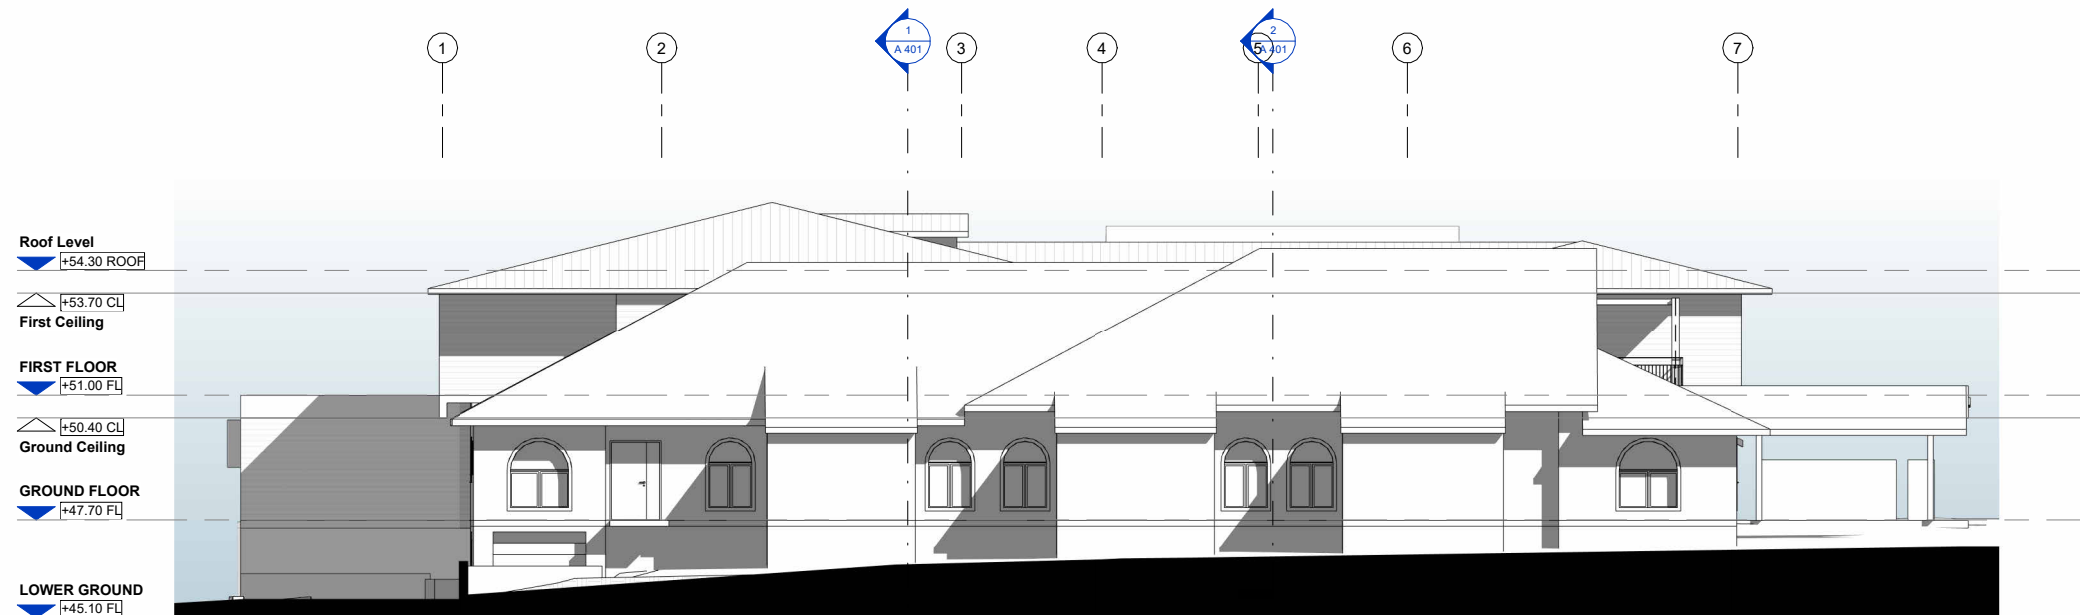 1
2
1
A 401
3
4
5
2
A 401
6
7
Roof Level
+54.30 ROOF
+53.70 CL
First Ceiling
FIRST FLOOR
+51.00 FL
+50.40 CL
Ground Ceiling
GROUND FLOOR
+47.70 FL
LOWER GROUND
+45.10 FL